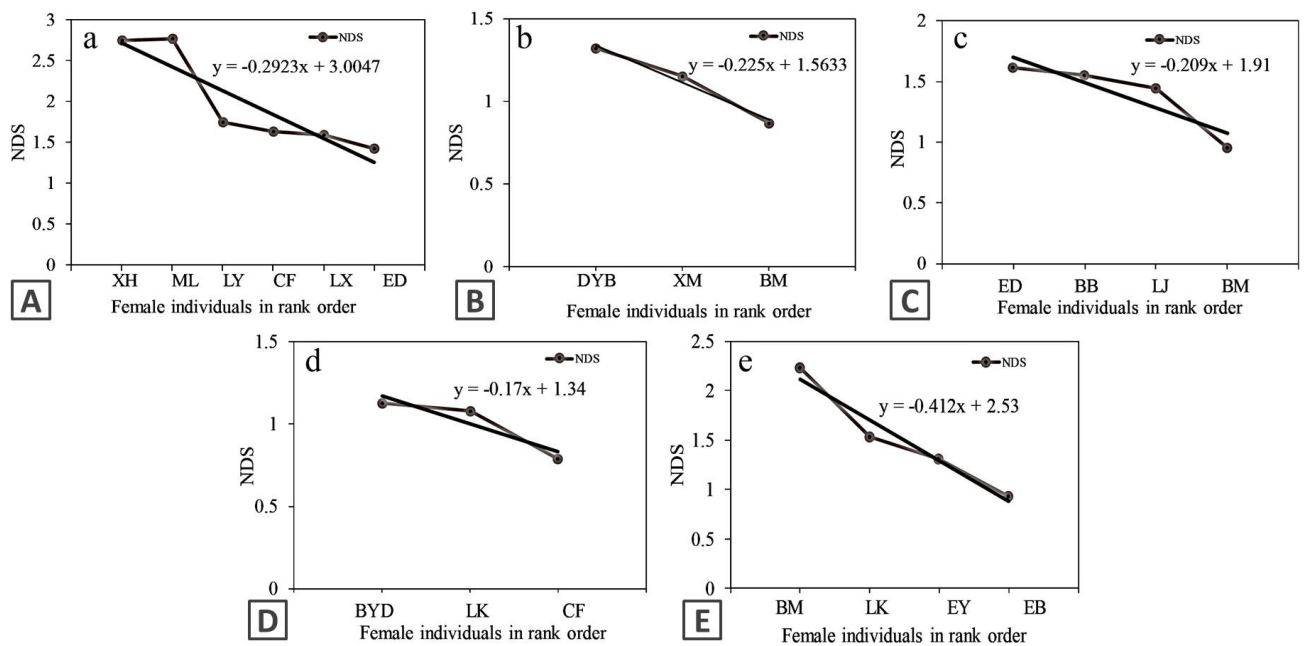 a
NDS
y = -0.2923x + 3.0047
3
2.5
2
1.5
1
0.5
0
NDS
XH ML LY CF LX ED
Female individuals in rank order
A
b
NDS
y = -0.225x + 1.5633
1.5
1
0.5
0
NDS
DYB XM BM
Female individuals in rank order
B
c
NDS
y = -0.209x + 1.91
2
1.5
1
0.5
0
NDS
ED BB LJ BM
Female individuals in rank order
C
d
NDS
y = -0.17x + 1.34
1.5
1
0.5
0
NDS
BYD LK CF
Female individuals in rank order
D
e
NDS
y = -0.412x + 2.53
2.5
2
1.5
1
0.5
0
NDS
BM LK EY EB
Female individuals in rank order
E